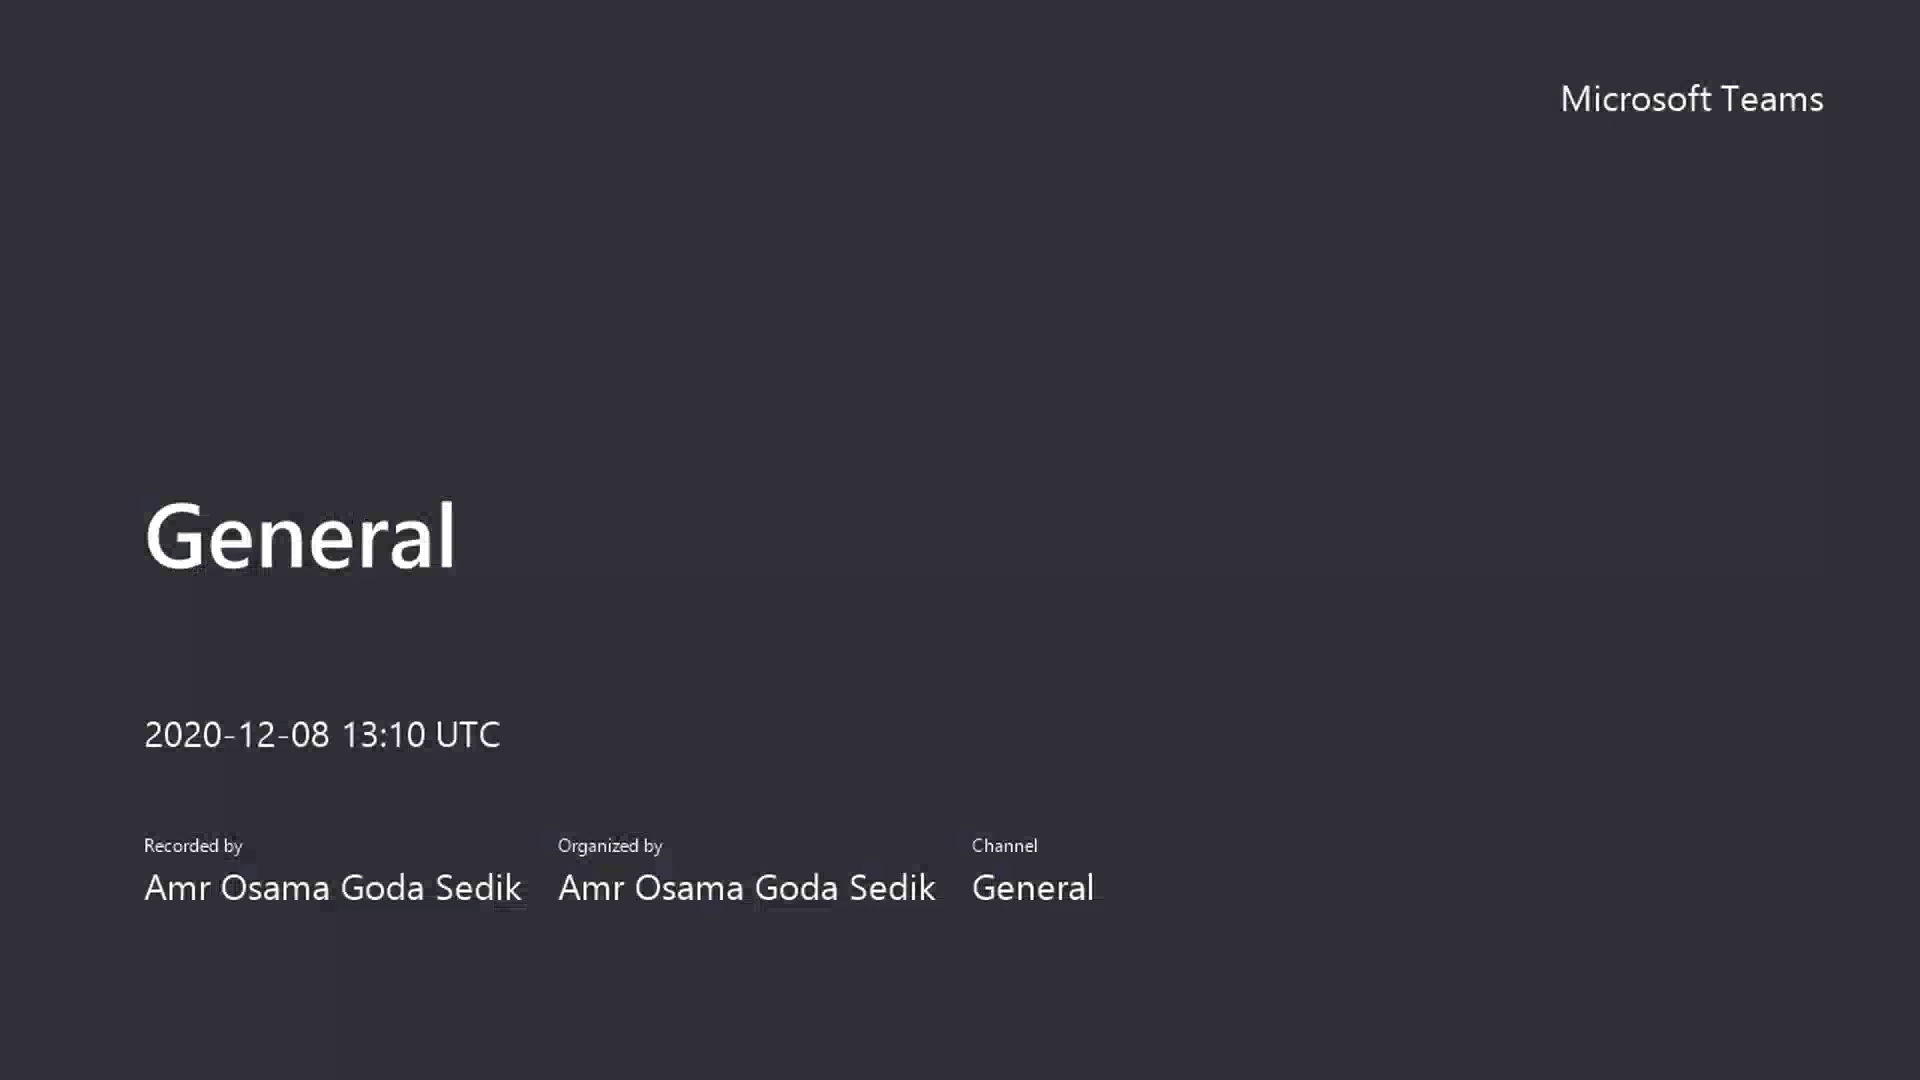 Microsoft Teams
General
2020-12-08 13:10 UTC
Recorded by
Amr Osama Goda Sedik
Organized by
Amr Osama Goda Sedik
Channel
General